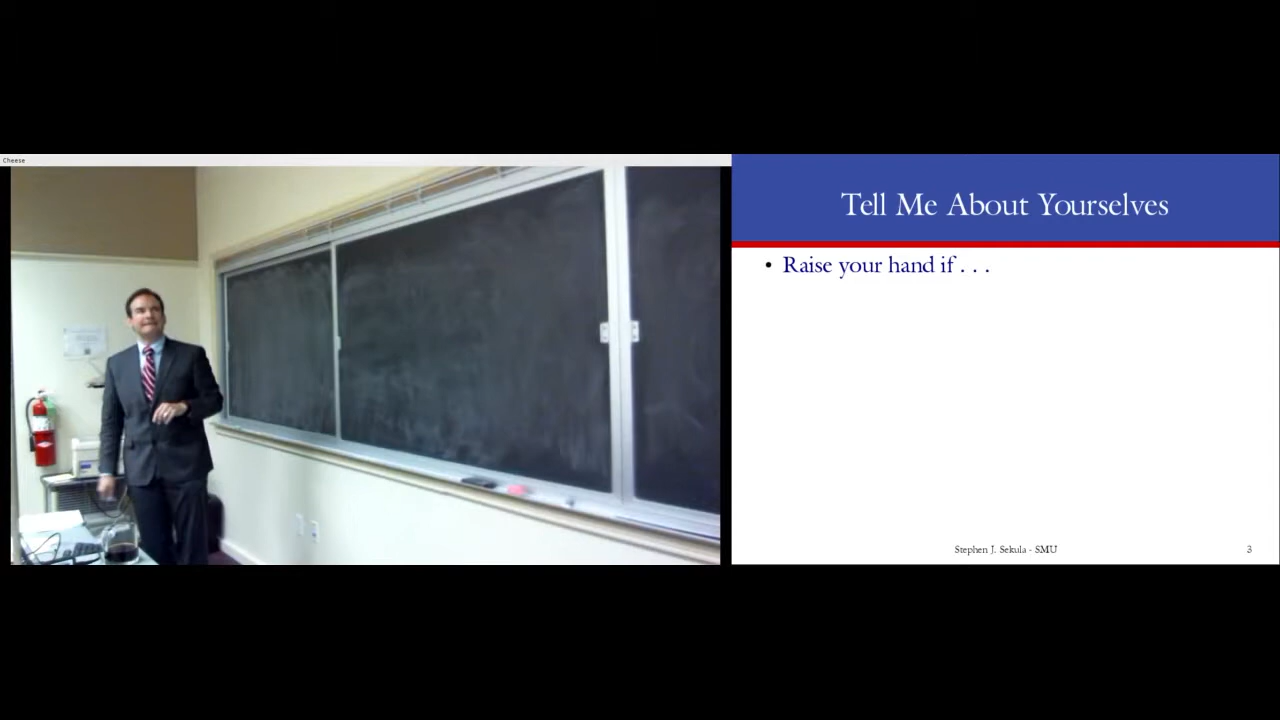 Cheese
Tell Me About Yourselves
• Raise your hand if . . .
Stephen J. Sekula - SMU
3